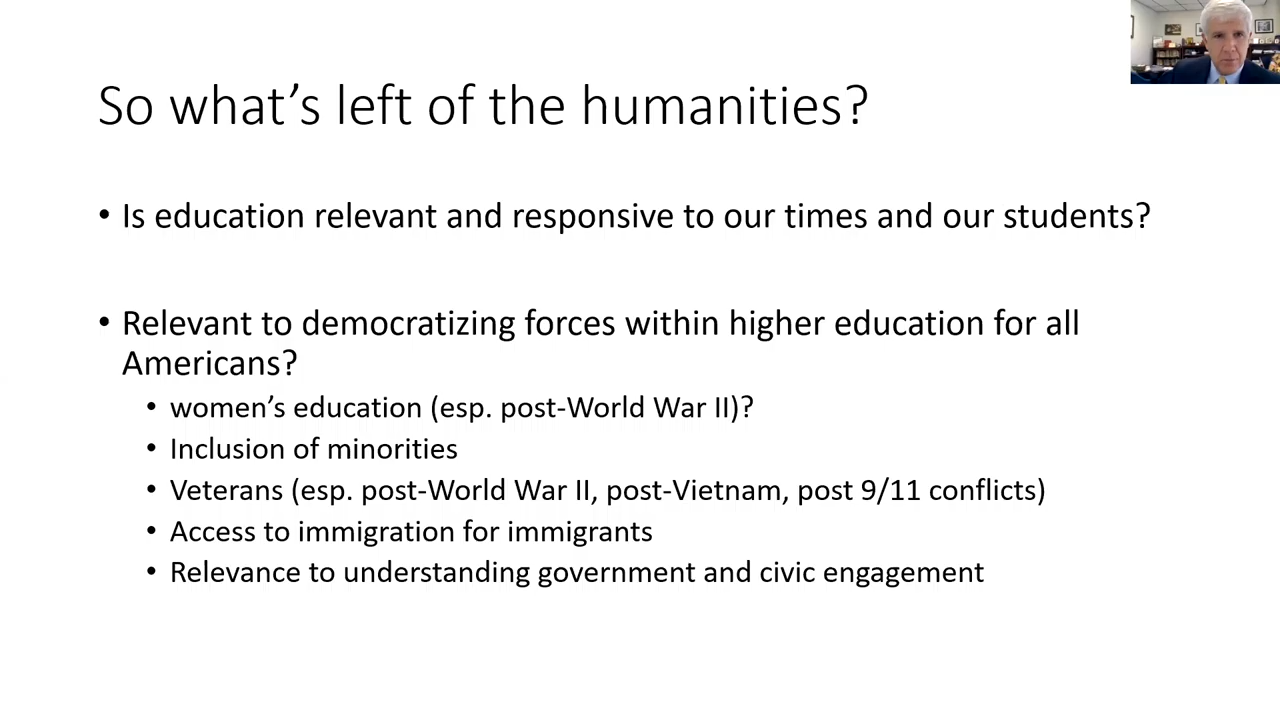 So what’s left of the humanities?
• Is education relevant and responsive to our times and our students?
• Relevant to democratizing forces within higher education for all
Americans?
• women’s education (esp. post-World War II)?
• Inclusion of minorities
• Veterans (esp. post-World War II, post-Vietnam, post 9/11 conflicts)
• Access to immigration for immigrants
• Relevance to understanding government and civic engagement